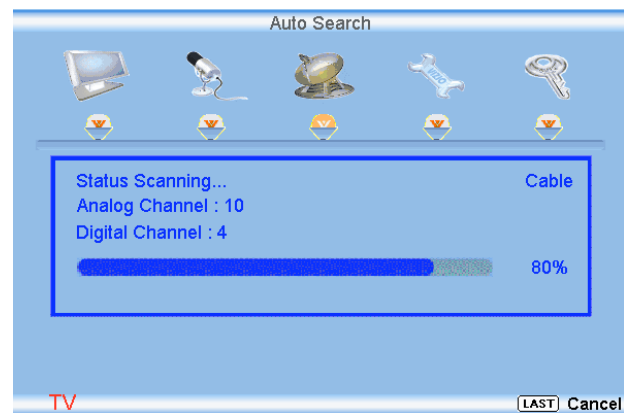 Auto Search
Status Scanning... Cable
Analog Channel : 10
Digital Channel : 4
80%
TV LAST Cancel